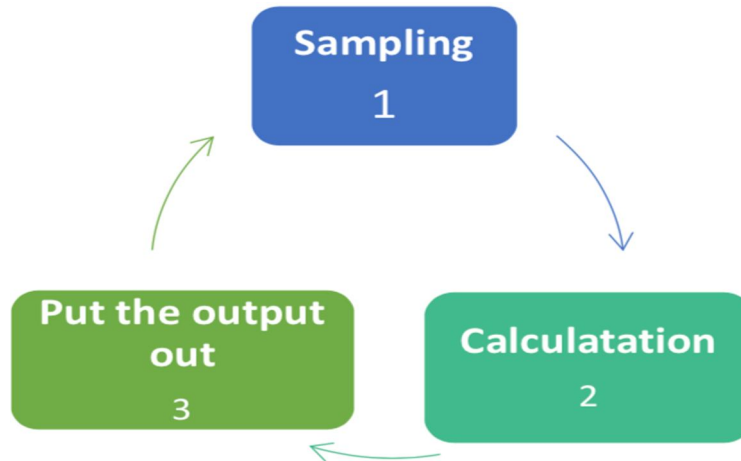 Sampling
1
Calculatation
2
Put the output
out
3